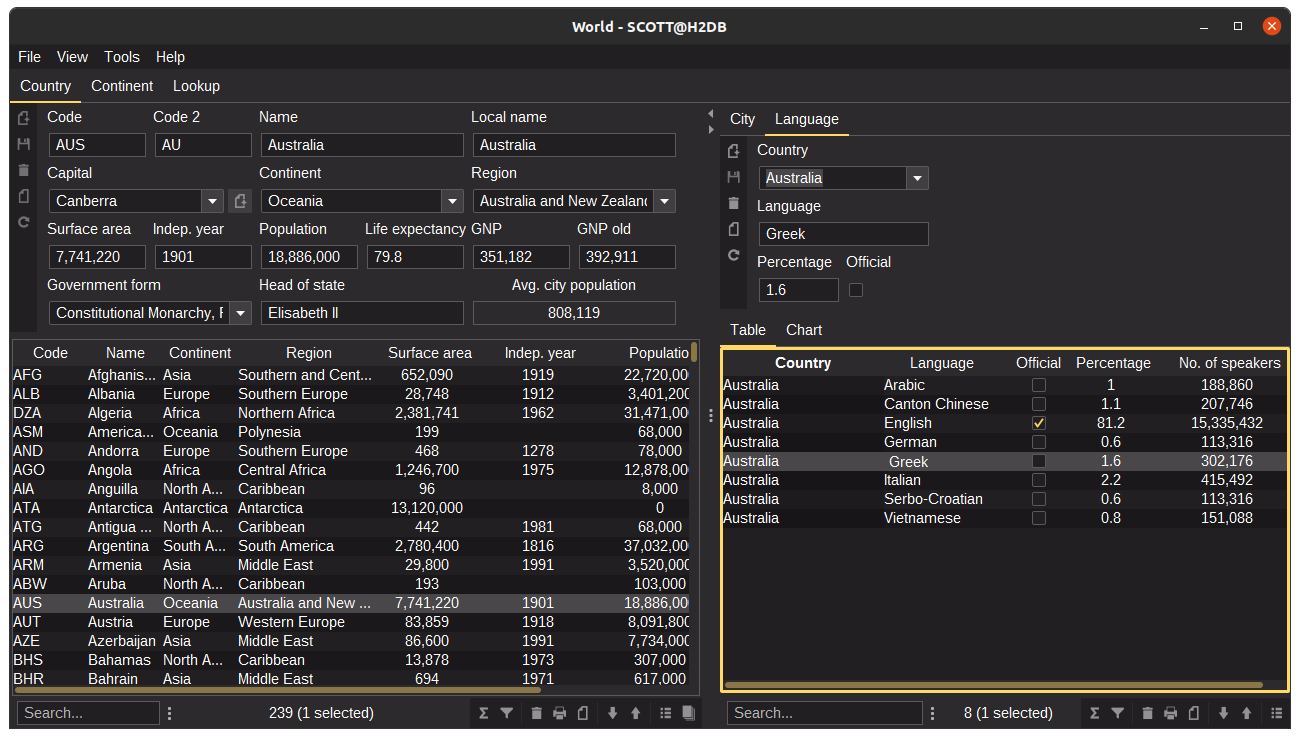 World - SCOTT@H2DB
File View Tools Help
Country Continent Lookup
Code Code 2 Name Local name
AUS AU Australia Australia
Capital Continent Region
Canberra Oceania Australia and New Zealand
Surface area Indep. year Population Life expectancy GNP GNP old
7,741,220 1901 18,886,000 79.8 351,182 392,911
Government form Head of state Avg. city population
Constitutional Monarchy, F Elisabeth II 808,119
Code Name Continent Region Surface area Indep. year Populatio
AFG Afghanis... Asia Southern and Cent... 652,090 1919 22,720,00
ALB Albania Europe Southern Europe 28,748 1912 3,401,200
DZA Algeria Africa Northern Africa 2,381,741 1962 31,471,00
ASM America... Oceania Polynesia 199 68,000
AND Andorra Europe Southern Europe 468 1278 78,000
AGO Angola Africa Central Africa 1,246,700 1975 12,878,00
AIA Anguilla North A... Caribbean 96 8,000
ATA Antarctica Antarctica Antarctica 13,120,000 0
ATG Antigua ... North A... Caribbean 442 1981 68,000
ARG Argentina South A... South America 2,780,400 1816 37,032,00
ARM Armenia Asia Middle East 29,800 1991 3,520,000
ABW Aruba North A... Caribbean 193 103,000
AUS Australia Oceania Australia and New ... 7,741,220 1901 18,886,00
AUT Austria Europe Western Europe 83,859 1918 8,091,800
AZE Azerbaijan Asia Middle East 86,600 1991 7,734,000
BHS Bahamas North A... Caribbean 13,878 1973 307,000
BHR Bahrain Asia Middle East 694 1971 617,000
Search... 239 (1 selected)
City Language
Country
Australia
Language
Greek
Percentage Official
1.6
Table Chart
Country Language Official Percentage No. of speakers
Australia Arabic 1 188,860
Australia Canton Chinese 1.1 207,746
Australia English 81.2 15,335,432
Australia German 0.6 113,316
Australia Greek 1.6 302,176
Australia Italian 2.2 415,492
Australia Serbo-Croatian 0.6 113,316
Australia Vietnamese 0.8 151,088
Search... 8 (1 selected)